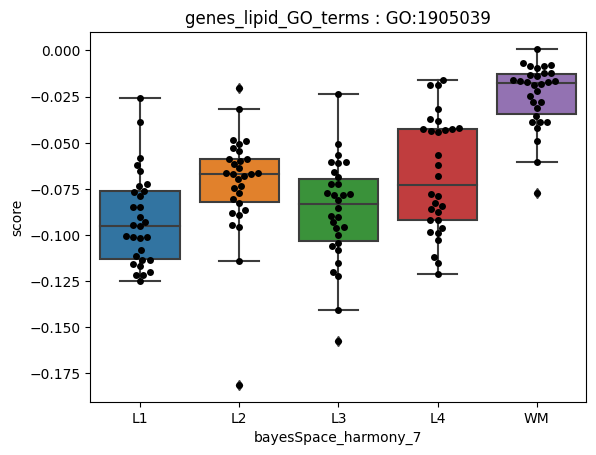 genes_lipid_GO_terms : GO:1905039
0.000
−0.025
−0.050
−0.075
−0.100
−0.125
−0.150
−0.175
score
L1 L2 L3 L4 WM
bayesSpace_harmony_7